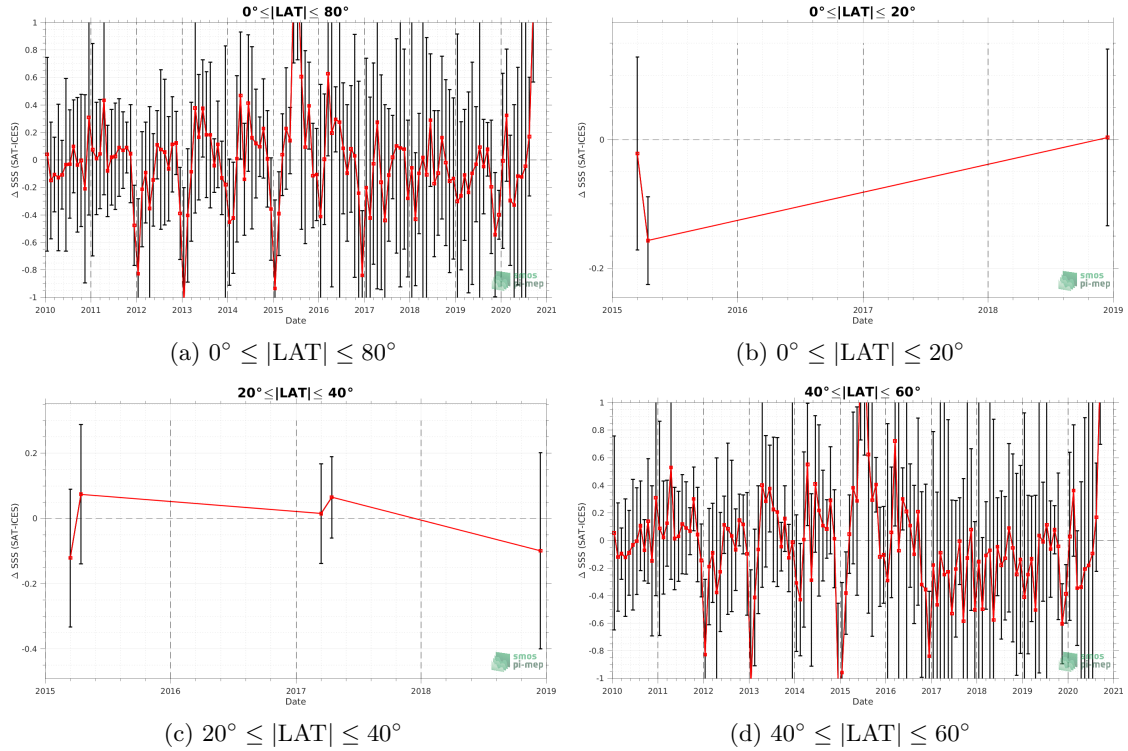 0°≤|LAT|≤ 80°
Δ SSS (SAT-ICES)
1
0.8
0.6
0.4
0.2
0
-0.2
-0.4
-0.6
-0.8
-1
2010 2011 2012 2013 2014 2015 2016 2017 2018 2019 2020 2021
Date
smos
pi-mep
(a) 0° ≤ |LAT| ≤ 80°
0°≤|LAT|≤ 20°
Δ SSS (SAT-ICES)
0
-0.2
2015 2016 2017 2018 2019
Date
smos
pi-mep
(b) 0° ≤ |LAT| ≤ 20°
20°≤|LAT|≤ 40°
Δ SSS (SAT-ICES)
0.2
0
-0.2
-0.4
2015 2016 2017 2018 2019
Date
smos
pi-mep
(c) 20° ≤ |LAT| ≤ 40°
40°≤|LAT|≤ 60°
Δ SSS (SAT-ICES)
1
0.8
0.6
0.4
0.2
0
-0.2
-0.4
-0.6
-0.8
-1
2010 2011 2012 2013 2014 2015 2016 2017 2018 2019 2020 2021
Date
smos
pi-mep
(d) 40° ≤ |LAT| ≤ 60°